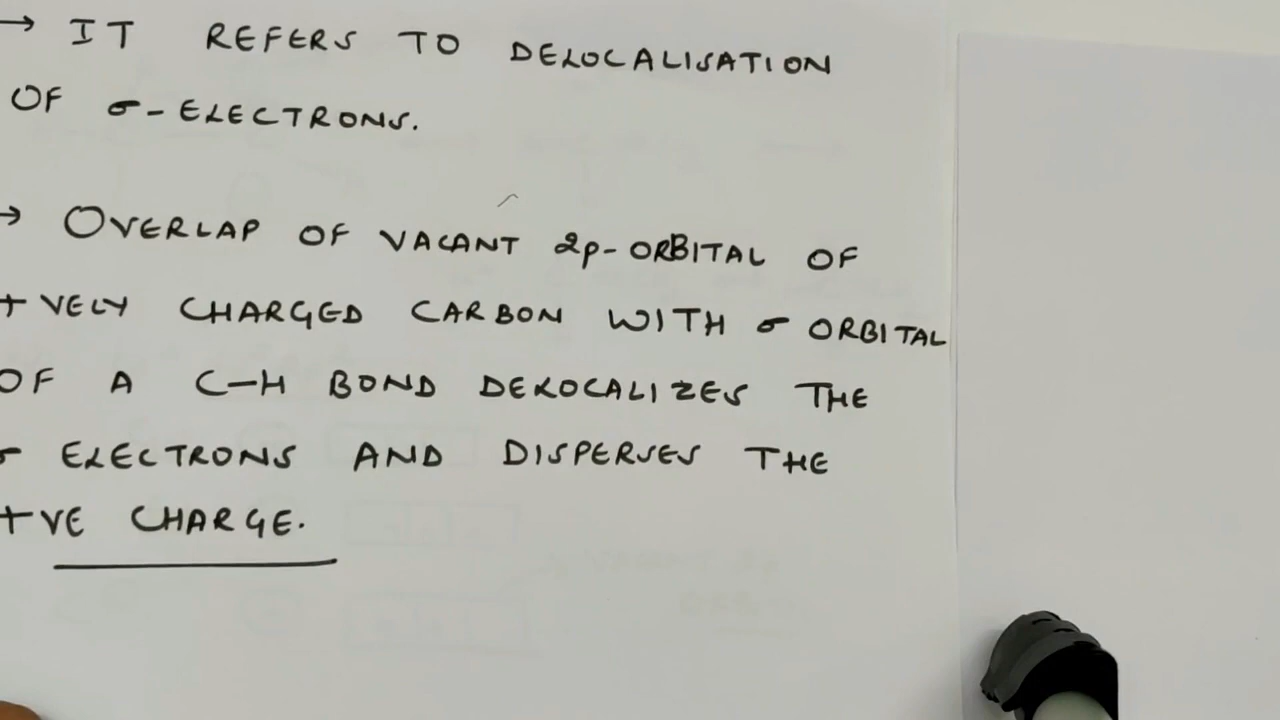 → IT REFERS TO DELOCALISATION
OF σ-ELECTRONS.
→ OVERLAP OF VACANT 2p-ORBITAL OF
+VELY CHARGED CARBON WITH σ ORBITAL
OF A C-H BOND DELOCALIZES THE
σ ELECTRONS AND DISPERSES THE
+VE CHARGE.